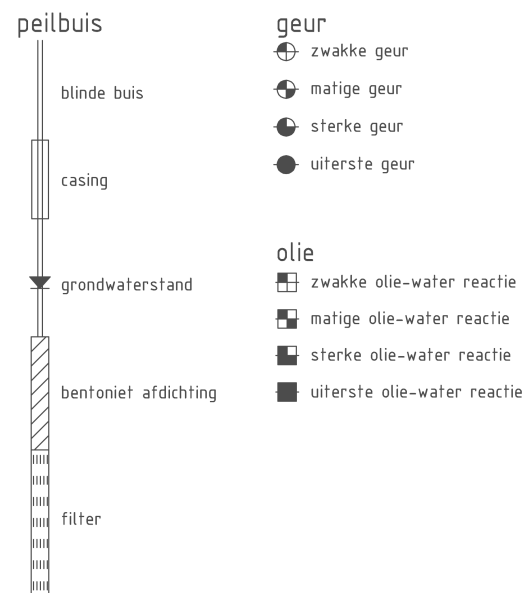 peilbuis
blinde buis
casing
grondwaterstand
bentoniet afdichting
filter
geur
zwakke geur
matige geur
sterke geur
uiterste geur
olie
zwakke olie-water reactie
matige olie-water reactie
sterke olie-water reactie
uiterste olie-water reactie